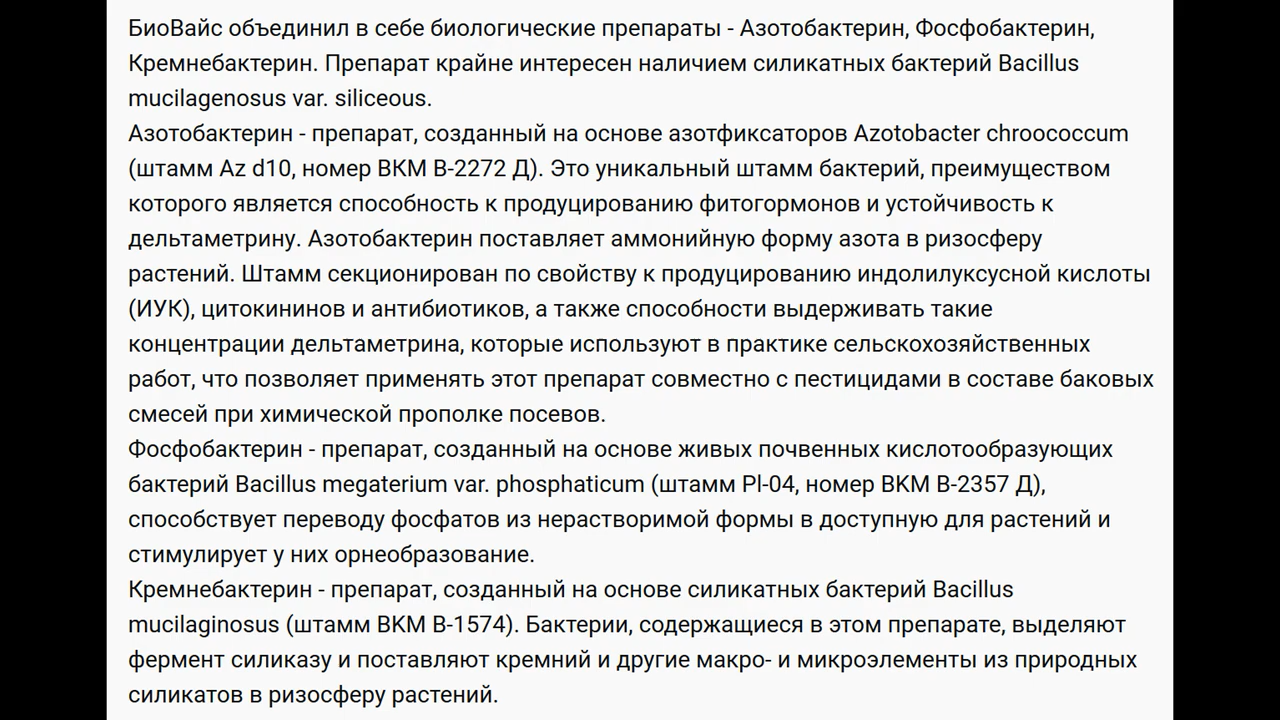 БиоВайс объединил в себе биологические препараты - Азотобактерин, Фосфобактерин,
Кремнебактерин. Препарат крайне интересен наличием силикатных бактерий Bacillus
mucilagenosus var. siliceous.
Азотобактерин - препарат, созданный на основе азотфиксаторов Azotobacter chroococcum
(штамм Az d10, номер ВКМ В-2272 Д). Это уникальный штамм бактерий, преимуществом
которого является способность к продуцированию фитогормонов и устойчивость к
дельтаметрину. Азотобактерин поставляет аммонийную форму азота в ризосферу
растений. Штамм секционирован по свойству к продуцированию индолилуксусной кислоты
(ИУК), цитокининов и антибиотиков, а также способности выдерживать такие
концентрации дельтаметрина, которые используют в практике сельскохозяйственных
работ, что позволяет применять этот препарат совместно с пестицидами в составе баковых
смесей при химической прополке посевов.
Фосфобактерин - препарат, созданный на основе живых почвенных кислотообразующих
бактерий Bacillus megaterium var. phosphaticum (штамм Pl-04, номер ВКМ В-2357 Д),
способствует переводу фосфатов из нерастворимой формы в доступную для растений и
стимулирует у них орнеобразование.
Кремнебактерин - препарат, созданный на основе силикатных бактерий Bacillus
mucilaginosus (штамм ВКМ В-1574). Бактерии, содержащиеся в этом препарате, выделяют
фермент силиказу и поставляют кремний и другие макро- и микроэлементы из природных
силикатов в ризосферу растений.